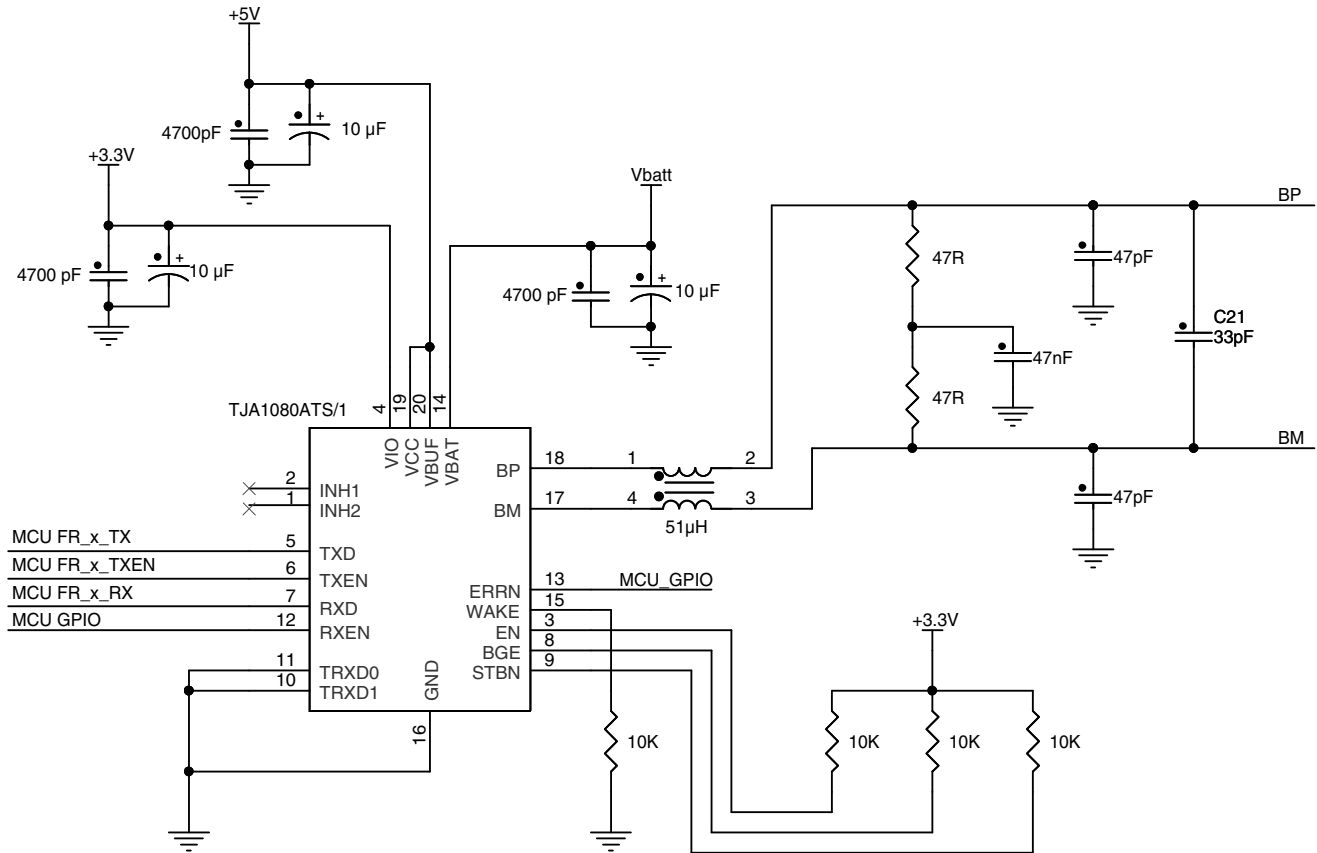 +5V
4700pF
+
10 µF
+3.3V
4700 pF
+
10 µF
Vbatt
4700 pF
+
10 µF
BP
47R
47pF
C21
33pF
47nF
47R
BM
47pF
TJA1080ATS/1
4
19
20
14
VIO
VCC
VBUF
VBAT
2
INH1
1
INH2
MCU FR_x_TX
5
TXD
MCU FR_x_TXEN
6
TXEN
MCU FR_x_RX
7
RXD
MCU GPIO
12
RXEN
11
TRXD0
10
TRXD1
GND
16
BP
18
1
2
BM
17
4
3
51µH
ERRN
13
MCU_GPIO
WAKE
15
EN
3
BGE
8
STBN
9
10K
+3.3V
10K
10K
10K